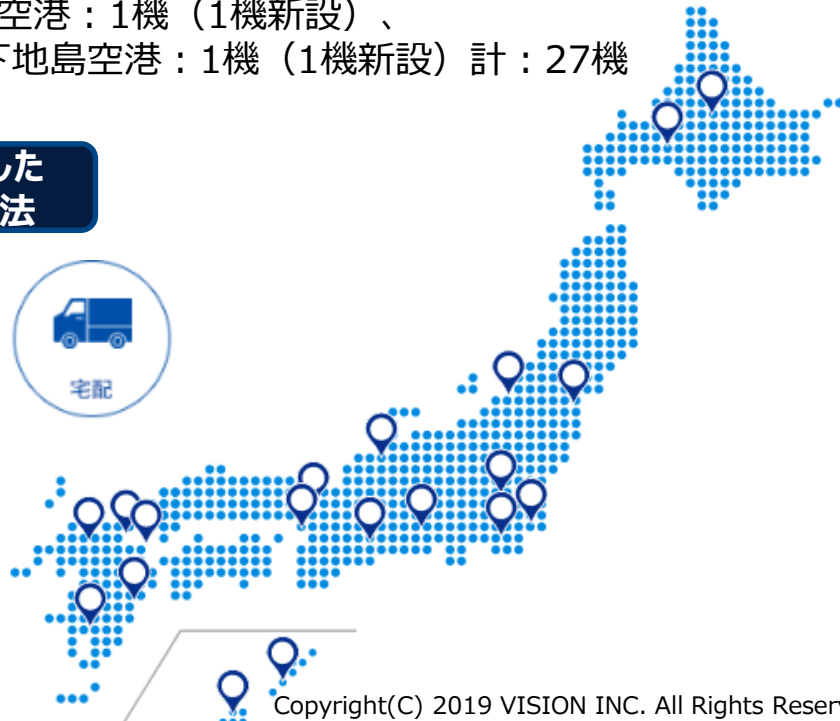 空港：1機（1機新設）、
下地島空港：1機（1機新設）計：27機
した
法
宅配
Copyright(C) 2019 VISION INC. All Rights Reser